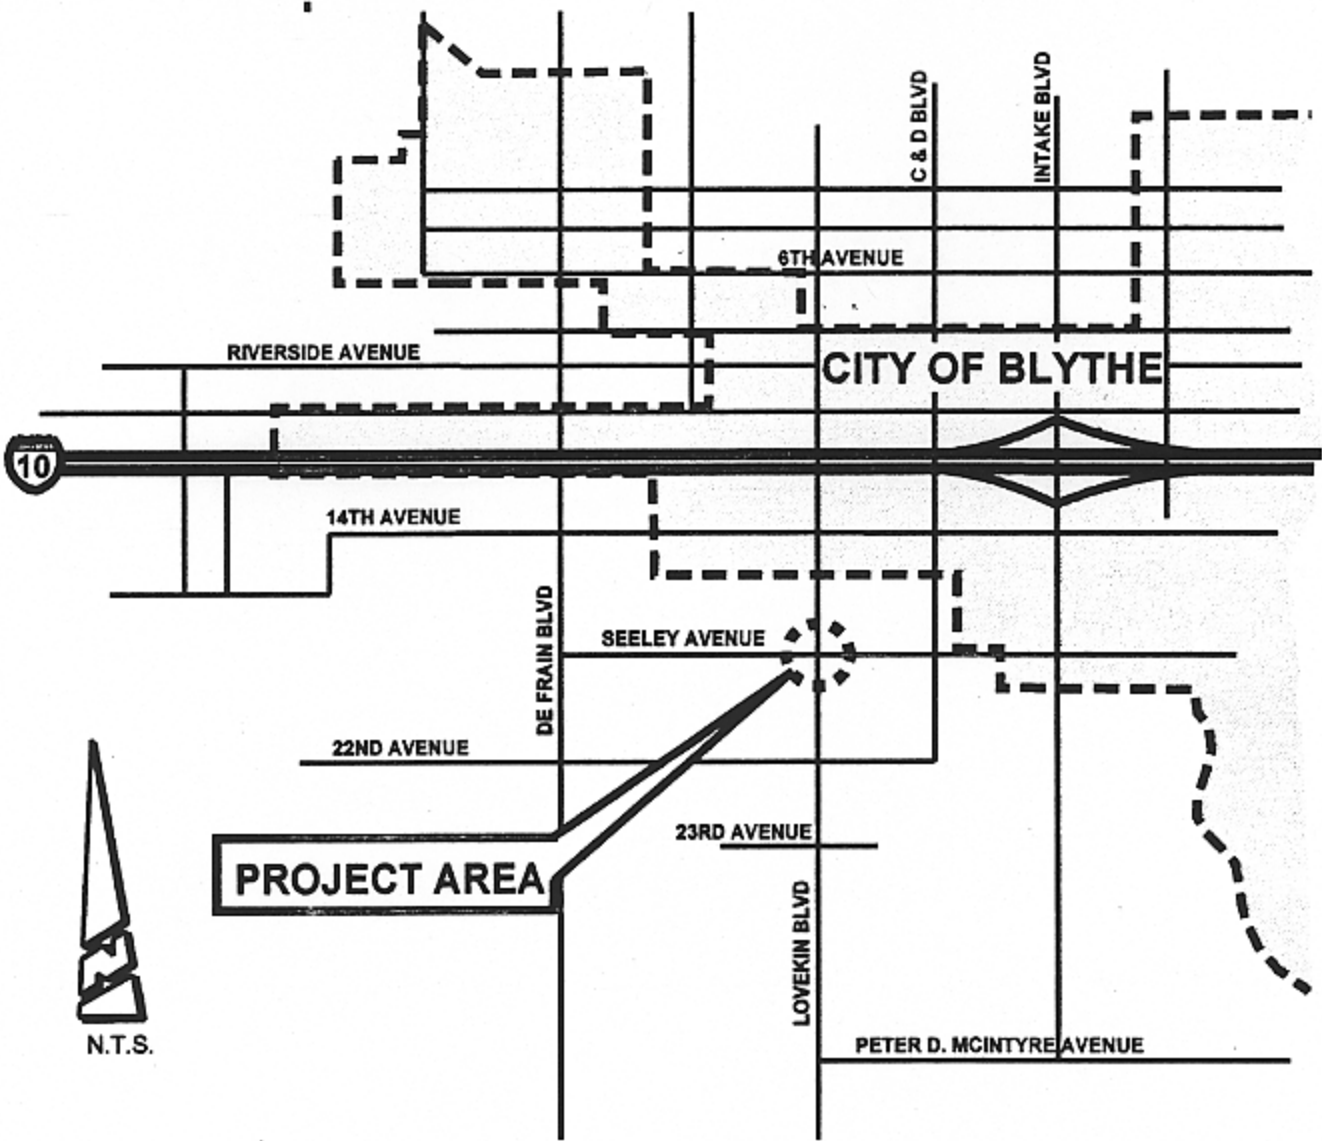 C & D BLVD
INTAKE BLVD
6TH AVENUE
RIVERSIDE AVENUE
CITY OF BLYTHE
10
14TH AVENUE
DE FRAIN BLVD
SEELEY AVENUE
22ND AVENUE
23RD AVENUE
PROJECT AREA
LOVEKIN BLVD
N
N.T.S.
PETER D. MCINTYRE AVENUE